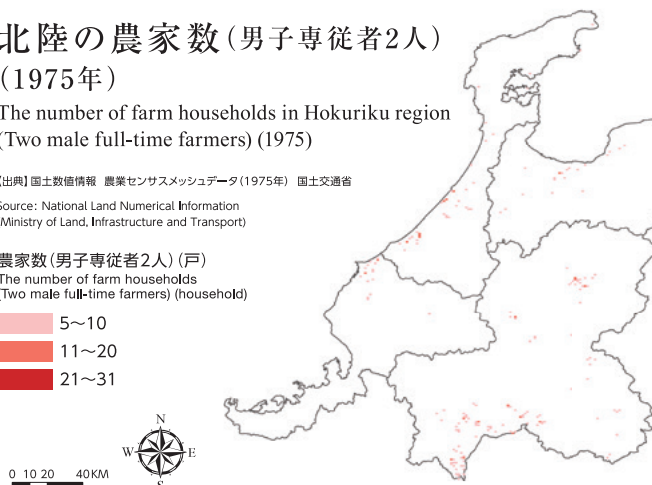 北陸の農家数(男子専従者2人)
(1975年)
The number of farm households in Hokuriku region
(Two male full-time farmers) (1975)
【出典】国土数値情報 農業センサスメッシュデータ(1975年) 国土交通省
Source: National Land Numerical Information
(Ministry of Land, Infrastructure and Transport)
農家数(男子専従者2人)(戸)
The number of farm households
(Two male full-time farmers) (household)
5〜10
11〜20
21〜31
N
W E
S
0 10 20 40KM